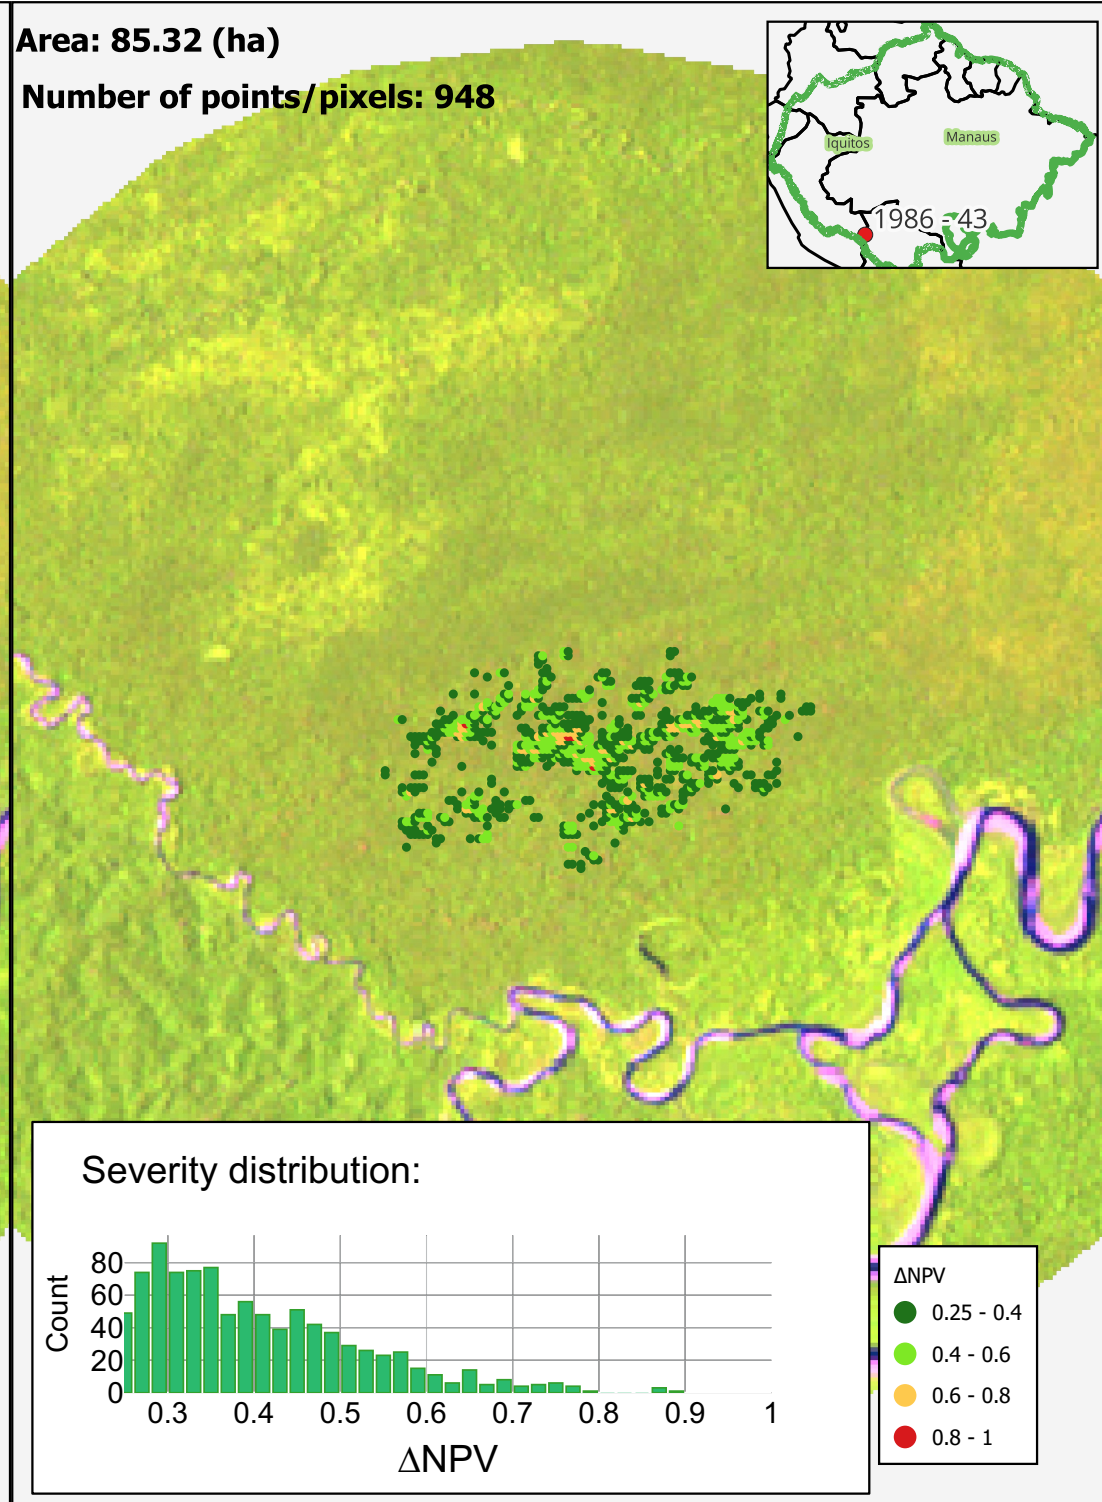 Area: 85.32 (ha)
Number of points/pixels: 948
Iquitos
Manaus
1986 - 43
Severity distribution:
Count
80
60
40
20
0
0.3 0.4 0.5 0.6 0.7 0.8 0.9 1
ΔNPV
ΔNPV
0.25 - 0.4
0.4 - 0.6
0.6 - 0.8
0.8 - 1